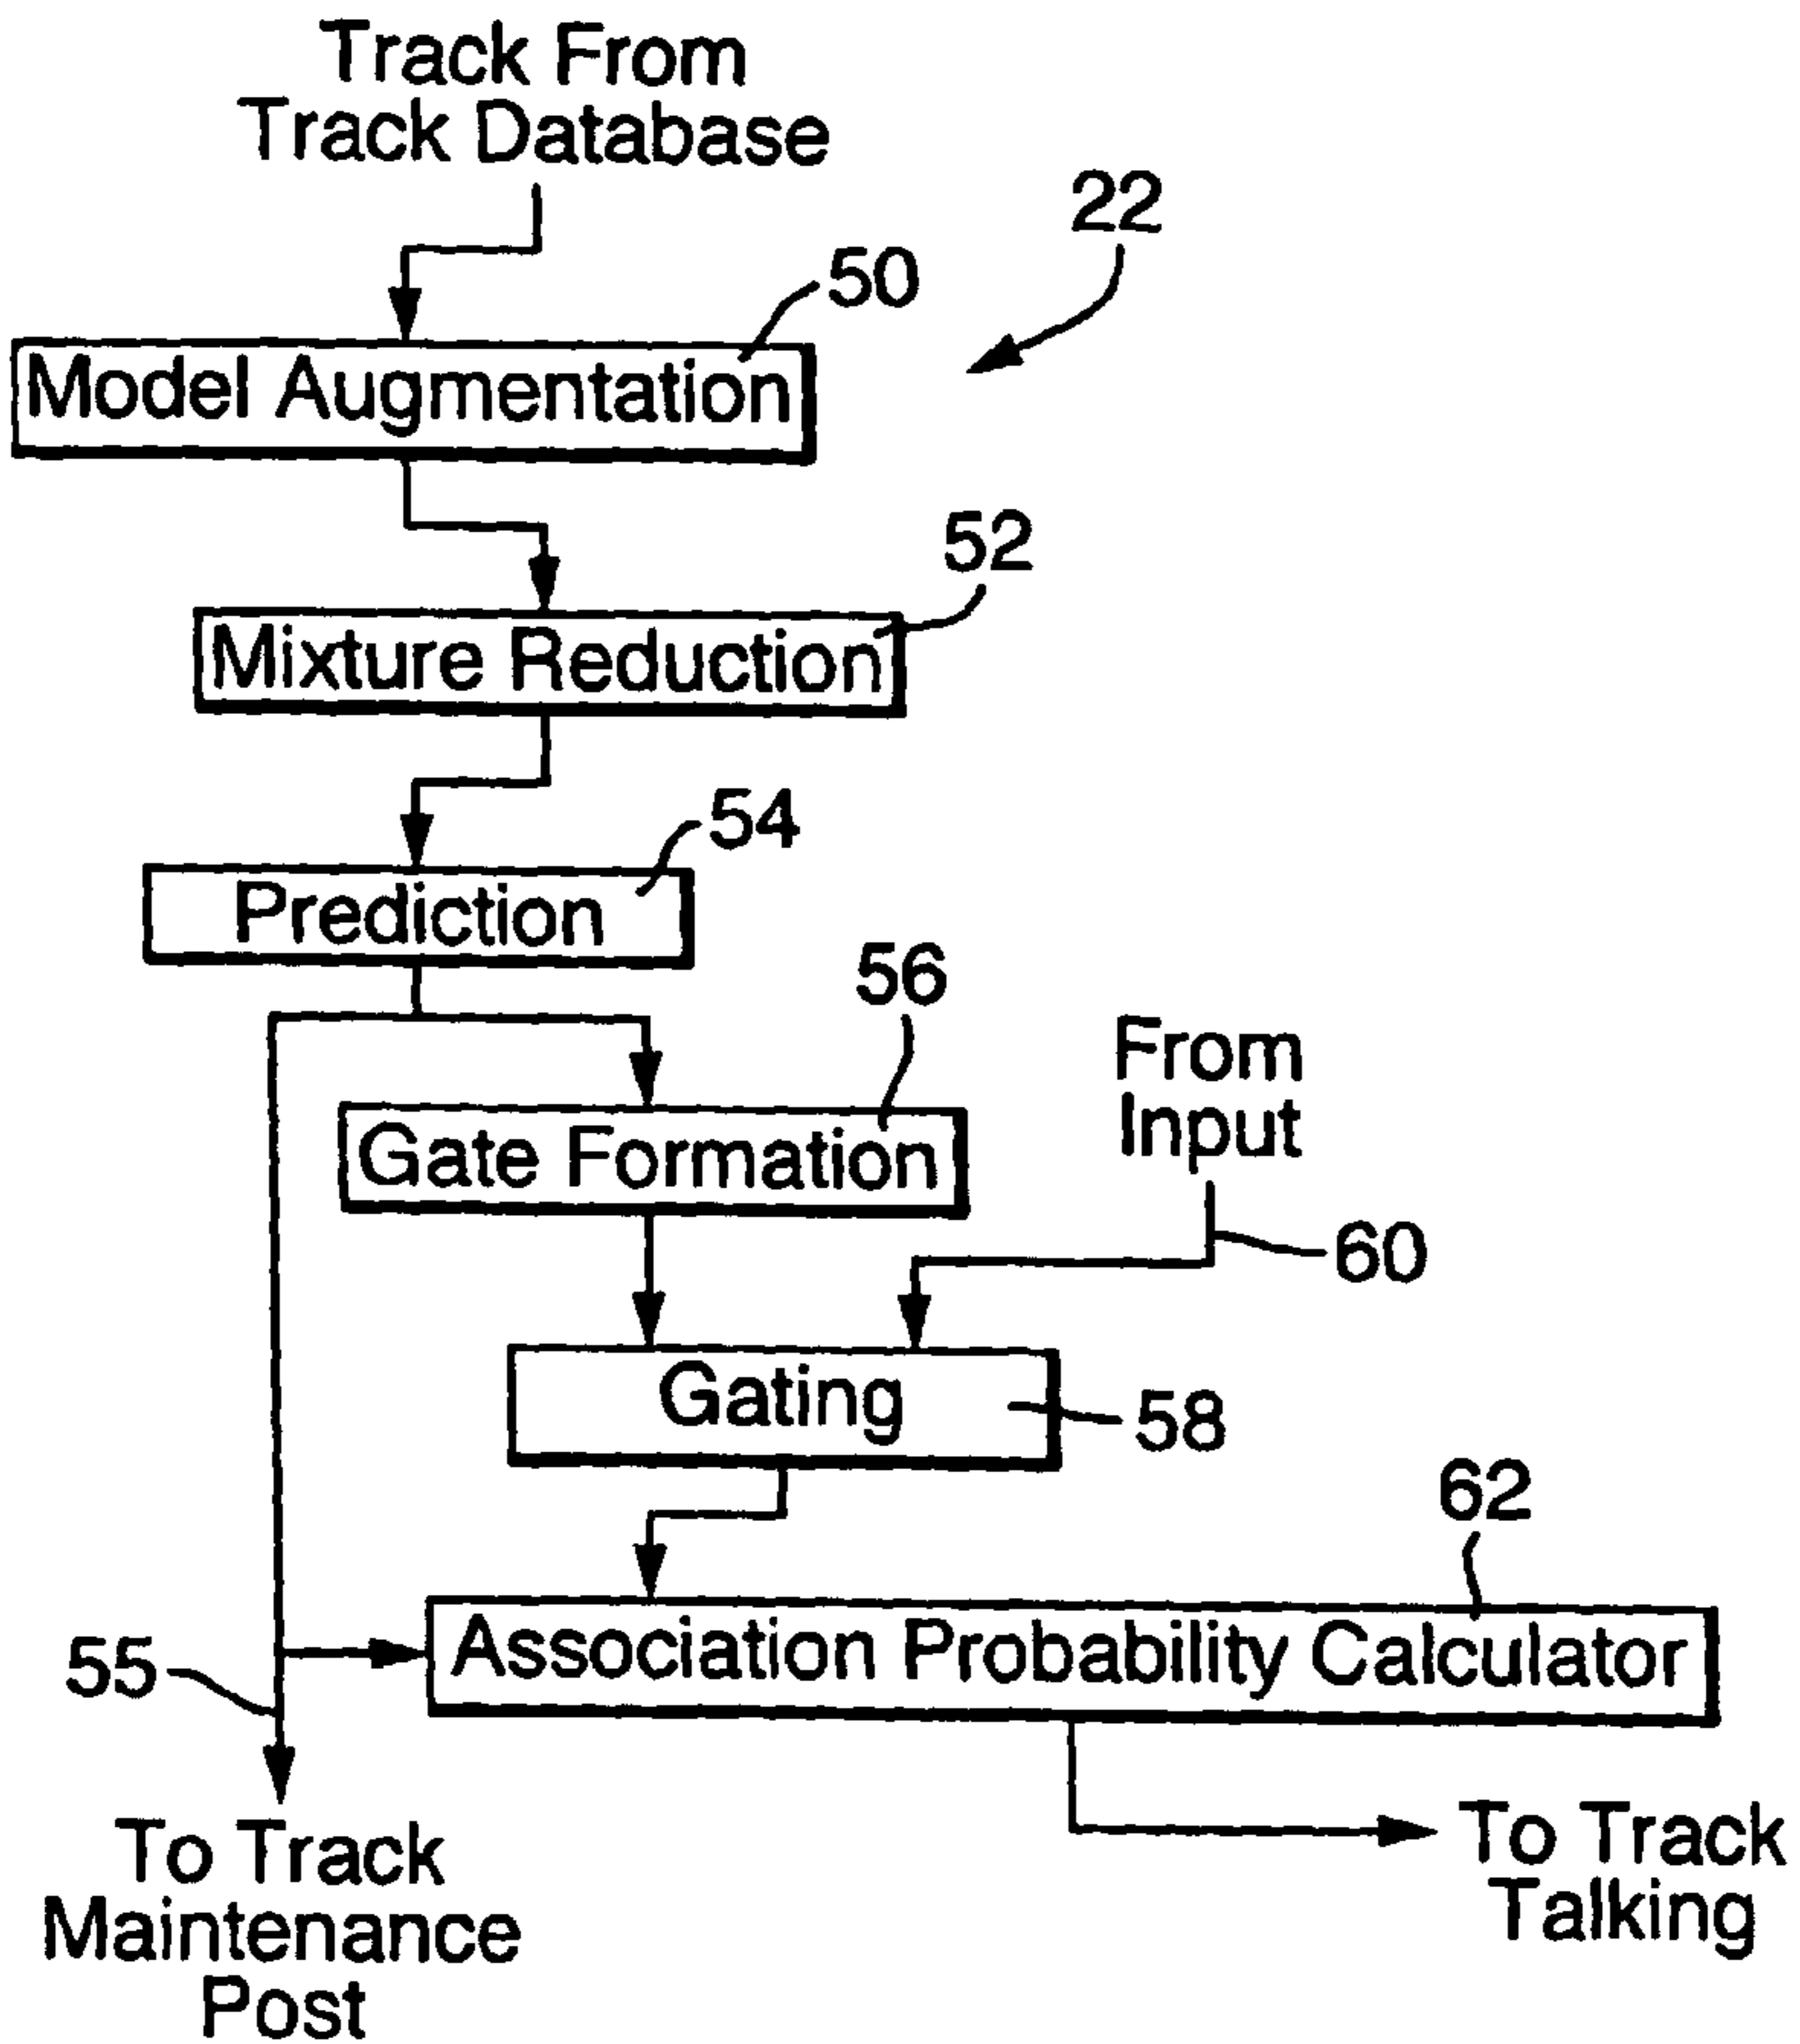 Track From
Track Database
22
50
Model Augmentation
52
Mixture Reduction
54
Prediction
56
From
Input
Gate Formation
60
Gating
58
62
Association Probability Calculator
55
To Track
Maintenance
Post
To Track
Talking